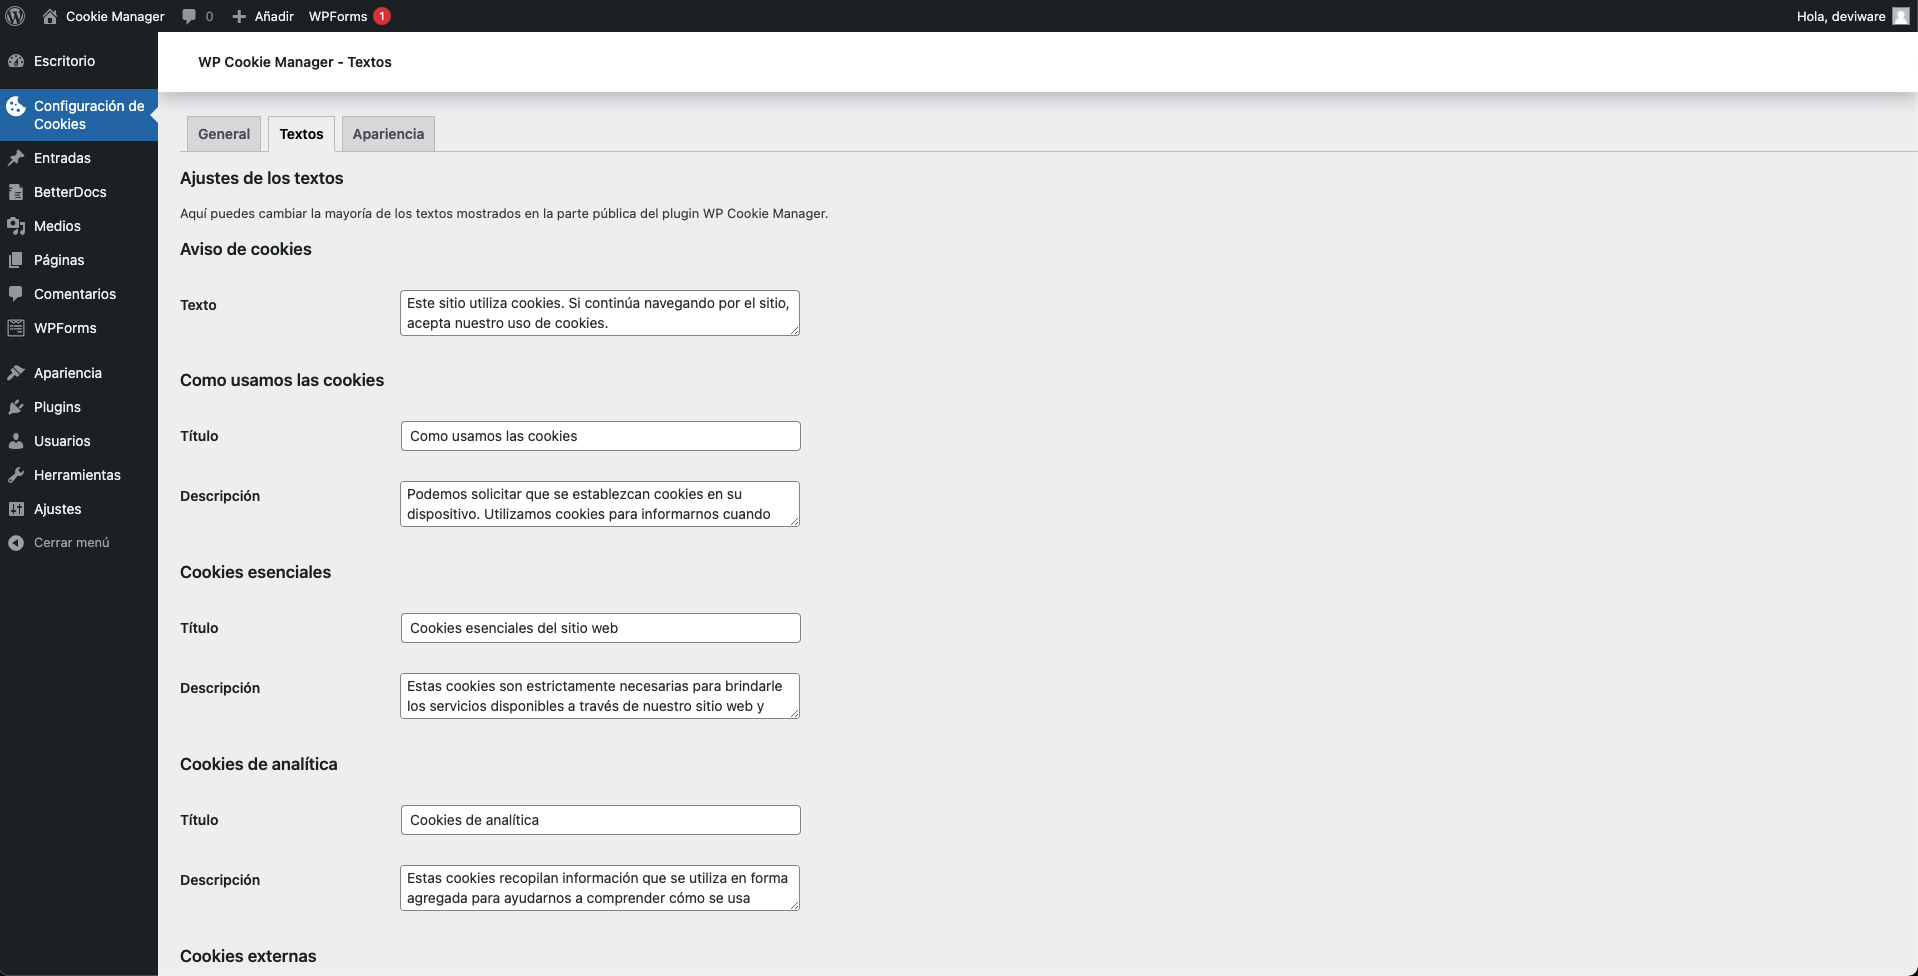 Cookie Manager 0 Añadir WPForms 1 Hola, deviware
Escritorio
Configuración de
Cookies
Entradas
BetterDocs
Medios
Páginas
Comentarios
WPForms
Apariencia
Plugins
Usuarios
Herramientas
Ajustes
Cerrar menú
WP Cookie Manager - Textos
General Textos Apariencia
Ajustes de los textos
Aquí puedes cambiar la mayoría de los textos mostrados en la parte pública del plugin WP Cookie Manager.
Aviso de cookies
Texto
Este sitio utiliza cookies. Si continúa navegando por el sitio,
acepta nuestro uso de cookies.
Como usamos las cookies
Título
Como usamos las cookies
Descripción
Podemos solicitar que se establezcan cookies en su
dispositivo. Utilizamos cookies para informarnos cuando
Cookies esenciales
Título
Cookies esenciales del sitio web
Descripción
Estas cookies son estrictamente necesarias para brindarle
los servicios disponibles a través de nuestro sitio web y
Cookies de analítica
Título
Cookies de analítica
Descripción
Estas cookies recopilan información que se utiliza en forma
agregada para ayudarnos a comprender cómo se usa
Cookies externas